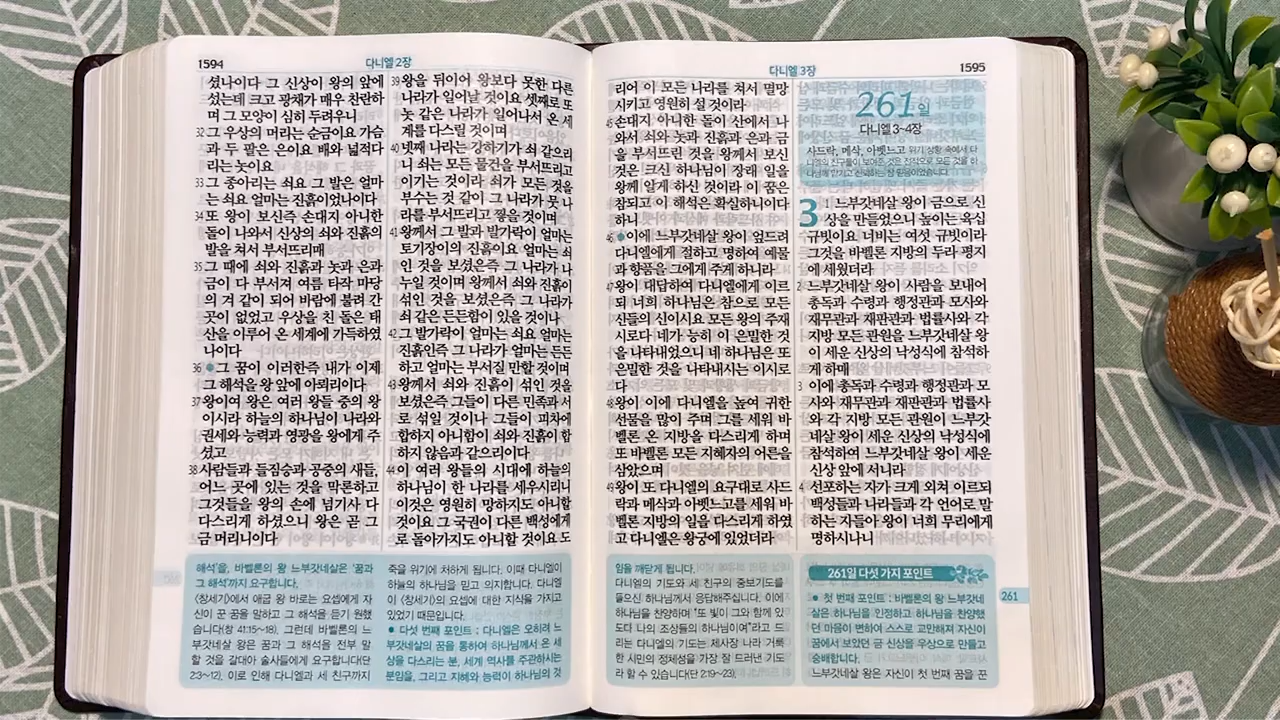 1594
다니엘 2장
셨나이다 그 신상이 왕의 앞에
섰는데 크고 광채가 매우 찬란하
며 그 모양이 심히 두려우니
32 그 우상의 머리는 순금이요 가슴
과 두 팔은 은이요 배와 넓적다
리는 놋이요
33 그 종아리는 쇠요 그 발은 얼마
는 쇠요 얼마는 진흙이었나이다
34 또 왕이 보신즉 손대지 아니한
돌이 나와서 신상의 쇠와 진흙의
발을 쳐서 부서뜨리매
35 그 때에 쇠와 진흙과 놋과 은과
금이 다 부서져 여름 타작 마당
의 겨 같이 되어 바람에 불려 간
곳이 없었고 우상을 친 돌은 태
산을 이루어 온 세계에 가득하였
나이다
36 그 꿈이 이러한즉 내가 이제
그 해석을 왕 앞에 아뢰리이다
37 왕이여 왕은 여러 왕들 중의 왕
이시라 하늘의 하나님이 나라와
권세와 능력과 영광을 왕에게 주
셨고
38 사람들과 들짐승과 공중의 새들,
어느 곳에 있는 것을 막론하고
그것들을 왕의 손에 넘기사 다
다스리게 하셨으니 왕은 곧 그
금 머리니이다
39 왕을 뒤이어 왕보다 못한 다른
나라가 일어날 것이요 셋째로 또
놋 같은 나라가 일어나서 온 세
계를 다스릴 것이며
40 넷째 나라는 강하기가 쇠 같으리
니 쇠는 모든 물건을 부서뜨리고
이기는 것이라 쇠가 모든 것을
부수는 것 같이 그 나라가 뭇 나
라를 부서뜨리고 찧을 것이며
41 왕께서 그 발과 발가락이 얼마는
토기장이의 진흙이요 얼마는 쇠
인 것을 보셨은즉 그 나라가 나
누일 것이며 왕께서 쇠와 진흙이
섞인 것을 보셨은즉 그 나라가
쇠 같은 든든함이 있을 것이나
42 그 발가락이 얼마는 쇠요 얼마는
진흙인즉 그 나라가 얼마는 든든
하고 얼마는 부서질 만할 것이며
43 왕께서 쇠와 진흙이 섞인 것을
보셨은즉 그들이 다른 민족과 서
로 섞일 것이나 그들이 피차에
합하지 아니함이 쇠와 진흙이 합
하지 않음과 같으리이다
44 이 여러 왕들의 시대에 하늘의
하나님이 한 나라를 세우시리니
이것은 영원히 망하지도 아니할
것이요 그 국권이 다른 백성에게
로 돌아가지도 아니할 것이요 도
해석'을, 바벨론의 왕 느부갓네살은 '꿈과
그 해석'까지 요구합니다.
〈창세기〉에서 애굽 왕 바로는 요셉에게 자
신이 꾼 꿈을 말하고 그 해석을 듣기 원했
습니다(창 41:15~18). 그런데 바벨론의 느
부갓네살 왕은 꿈과 그 해석을 전부 말
할 것을 갈대아 술사들에게 요구합니다(단
2:3~12). 이로 인해 다니엘과 세 친구까지
죽을 위기에 처하게 됩니다. 이때 다니엘이
하늘의 하나님을 믿고 의지합니다. 다니엘
이 〈창세기〉의 요셉에 대한 지식을 가지고
있었기 때문입니다.
● 다섯 번째 포인트 : 다니엘은 오히려 느
부갓네살의 꿈을 통하여 하나님께서 온 세
상을 다스리는 분, 세계 역사를 주관하시는
분임을, 그리고 지혜와 능력이 하나님의 것
다니엘 3장
1595
리어 이 모든 나라를 쳐서 멸망
시키고 영원히 설 것이라
45 손대지 아니한 돌이 산에서 나
와서 쇠와 놋과 진흙과 은과 금
을 부서뜨린 것을 왕께서 보신
것은 크신 하나님이 장래 일을
왕께 알게 하신 것이라 이 꿈은
참되고 이 해석은 확실하니이다
하니
46 이에 느부갓네살 왕이 엎드려
다니엘에게 절하고 명하여 예물
과 향품을 그에게 주게 하니라
47 왕이 대답하여 다니엘에게 이르
되 너희 하나님은 참으로 모든
신들의 신이시요 모든 왕의 주재
시로다 네가 능히 이 은밀한 것
을 나타내었으니 네 하나님은 또
은밀한 것을 나타내시는 이시로
다
48 왕이 이에 다니엘을 높여 귀한
선물을 많이 주며 그를 세워 바
벨론 온 지방을 다스리게 하며
또 바벨론 모든 지혜자의 어른을
삼았으며
49 왕이 또 다니엘의 요구대로 사드
락과 메삭과 아벳느고를 세워 바
벨론 지방의 일을 다스리게 하였
고 다니엘은 왕궁에 있었더라
261일
다니엘 3~4장
사드락, 메삭, 아벳느고 위기 상황 속에서 다
니엘의 친구들이 보여준 것은 전적으로 모든 것을 하
나님께 맡기고 신뢰하는 참 믿음이었습니다.
3 1 느부갓네살 왕이 금으로 신
상을 만들었으니 높이는 육십
규빗이요 너비는 여섯 규빗이라
그것을 바벨론 지방의 두라 평지
에 세웠더라
2 느부갓네살 왕이 사람을 보내어
총독과 수령과 행정관과 모사와
재무관과 재판관과 법률사와 각
지방 모든 관원을 느부갓네살 왕
이 세운 신상의 낙성식에 참석하
게 하매
3 이에 총독과 수령과 행정관과 모
사와 재무관과 재판관과 법률사
와 각 지방 모든 관원이 느부갓
네살 왕이 세운 신상의 낙성식에
참석하여 느부갓네살 왕이 세운
신상 앞에 서니라
4 선포하는 자가 크게 외쳐 이르되
백성들과 나라들과 각 언어로 말
하는 자들아 왕이 너희 무리에게
명하시나니
임을 깨닫게 됩니다.
다니엘의 기도와 세 친구의 중보기도를
들으신 하나님께서 응답해주십니다. 이에
하나님을 찬양하며 "또 빛이 그와 함께 있
도다 나의 조상들의 하나님이여"라고 드
리는 다니엘의 기도는 제사장 나라 거룩
한 시민의 정체성을 가장 잘 드러낸 기도
라 할 수 있습니다(단 2:19~23).
261일 다섯 가지 포인트
● 첫 번째 포인트 : 바벨론의 왕 느부갓네
살은 하나님을 인정하고 하나님을 찬양했
던 마음이 변하여 스스로 교만해져 자신이
꿈에서 보았던 금 신상을 우상으로 만들고
숭배합니다.
느부갓네살 왕은 자신이 첫 번째 꿈을 꾼
261